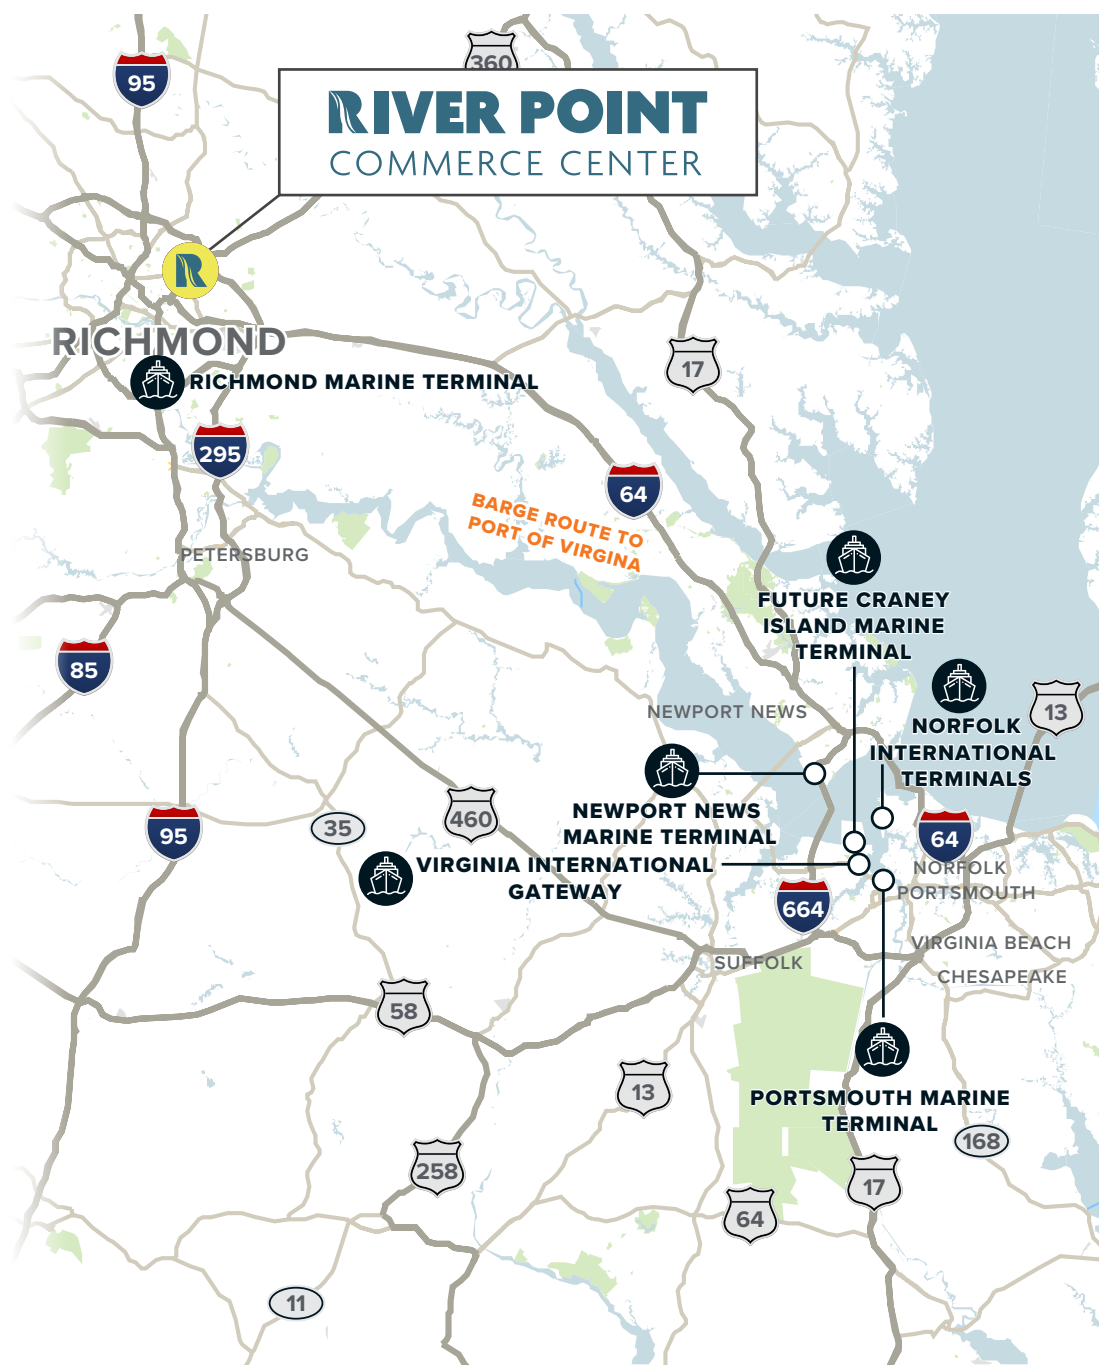 360
95
RIVER POINT
COMMERCE CENTER
R
RICHMOND
17
RICHMOND MARINE TERMINAL
295
64
BARGE ROUTE TO
PORT OF VIRGINA
PETERSBURG
FUTURE CRANEY
ISLAND MARINE
TERMINAL
85
NEWPORT NEWS
13
NORFOLK
INTERNATIONAL
TERMINALS
NEWPORT NEWS
MARINE TERMINAL
95
35
460
64
VIRGINIA INTERNATIONAL
GATEWAY
NORFOLK
PORTSMOUTH
664
VIRGINIA BEACH
SUFFOLK
CHESAPEAKE
58
13
PORTSMOUTH MARINE
TERMINAL
168
258
17
64
11